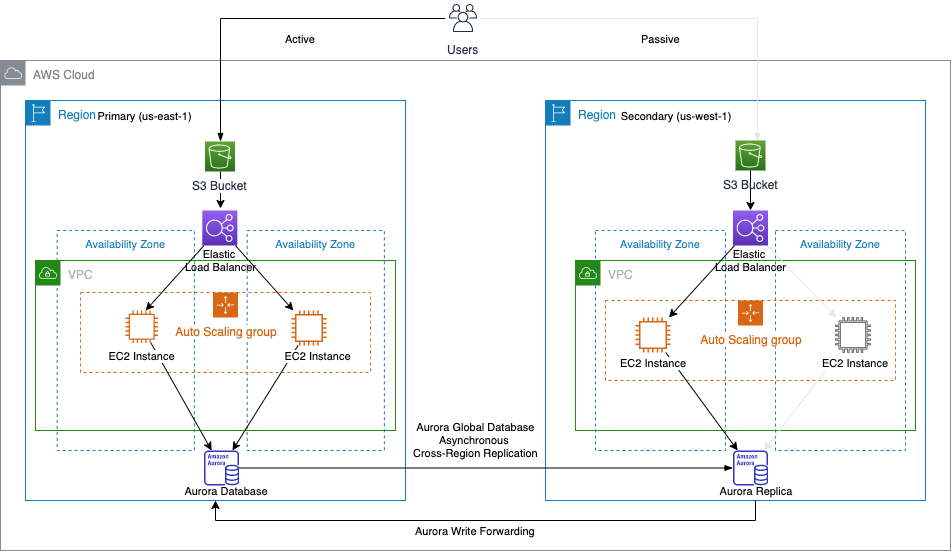 Users
Active
Passive
AWS Cloud
Region Primary (us-east-1)
S3 Bucket
Elastic
Load Balancer
Availability Zone
Availability Zone
VPC
Auto Scaling group
EC2 Instance
EC2 Instance
Amazon
Aurora
Aurora Database
Region Secondary (us-west-1)
S3 Bucket
Elastic
Load Balancer
Availability Zone
Availability Zone
VPC
Auto Scaling group
EC2 Instance
EC2 Instance
Amazon
Aurora
Aurora Replica
Aurora Global Database
Asynchronous
Cross-Region Replication
Aurora Write Forwarding